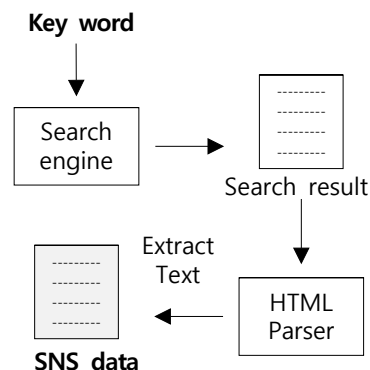 Key word
Search
engine
Search result
Extract
Text
HTML
Parser
SNS data